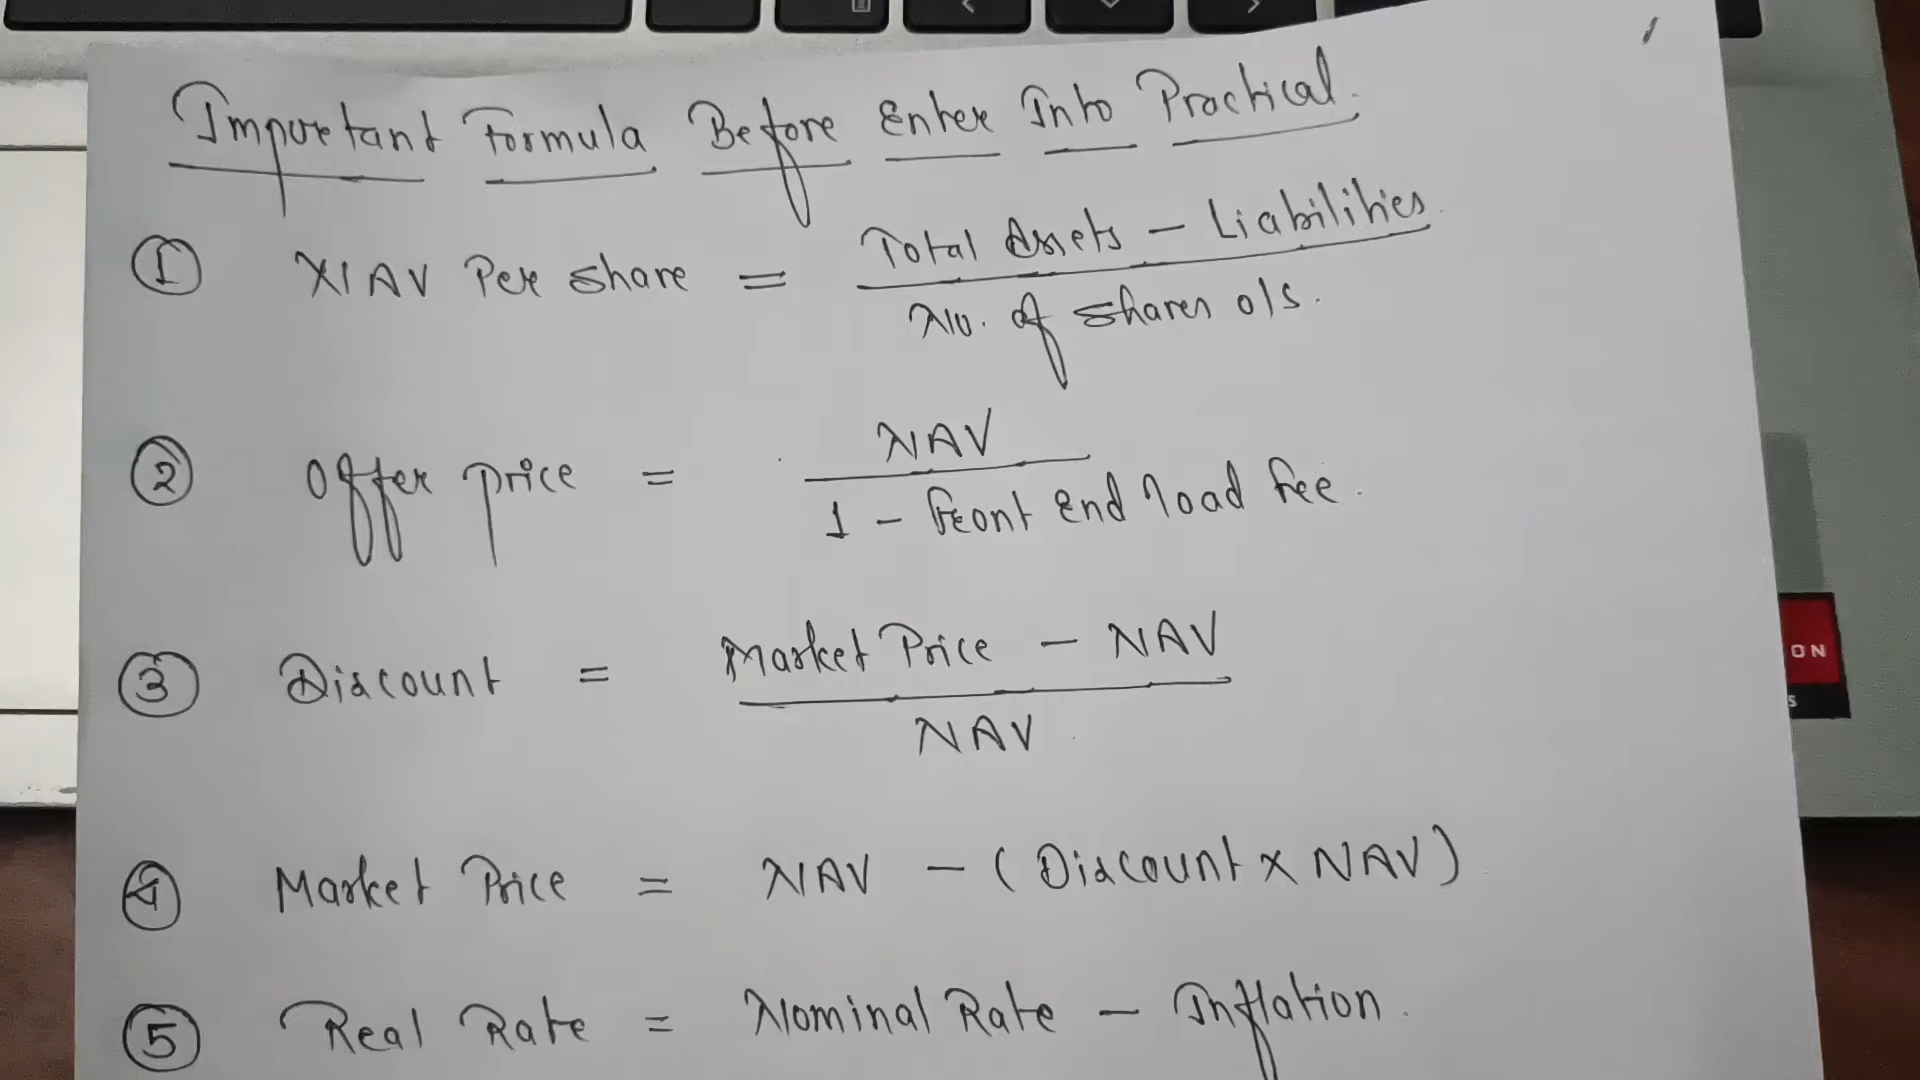 Important Formula Before Enter Into Practical.
① NAV Per share = Total Assets - Liabilities
No. of shares o/s.
② Offer price = NAV
1 - Front end load fee.
③ Discount = Market Price - NAV
NAV
④ Market Price = NAV - (Discount x NAV)
⑤ Real Rate = Nominal Rate - Inflation.
ON
S